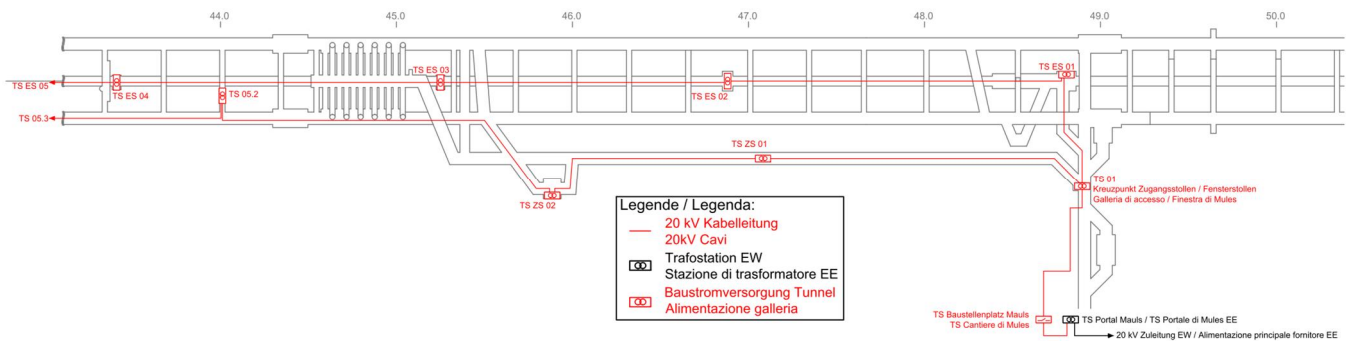 44.0 45.0 46.0 47.0 48.0 49.0 50.0
TS ES 03
TS ES 01
TS ES 05
TS ES 04
TS 05.2
TS ES 02
TS 05.3
TS ZS 01
TS 01
Kreuzpunkt Zugangsstollen / Fensterstollen
Galleria di accesso / Finestra di Mules
TS ZS 02
Legende / Legenda:
20 kV Kabelleitung
20kV Cavi
Trafostation EW
Stazione di trasformatore EE
Baustromversorgung Tunnel
Alimentazione galleria
TS Baustellenplatz Mauls
TS Cantiere di Mules
TS Portal Mauls / TS Portale di Mules EE
20 kV Zuleitung EW / Alimentazione principale fornitore EE